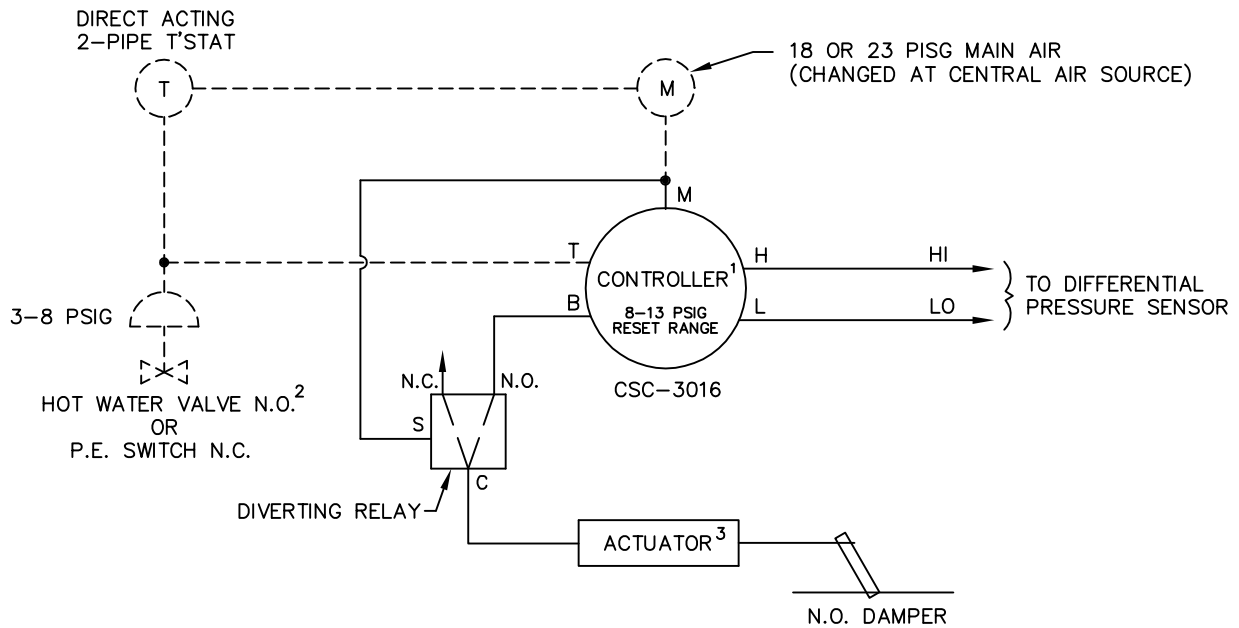 DIRECT ACTING
2-PIPE T'STAT
T
M
18 OR 23 PISG MAIN AIR
(CHANGED AT CENTRAL AIR SOURCE)
M
T
H
HI
CONTROLLER¹
TO DIFFERENTIAL
PRESSURE SENSOR
B
8-13 PSIG
RESET RANGE
L
LO
3-8 PSIG
N.C.
N.O.
CSC-3016
HOT WATER VALVE N.O.²
OR
P.E. SWITCH N.C.
S
C
DIVERTING RELAY
ACTUATOR³
N.O. DAMPER